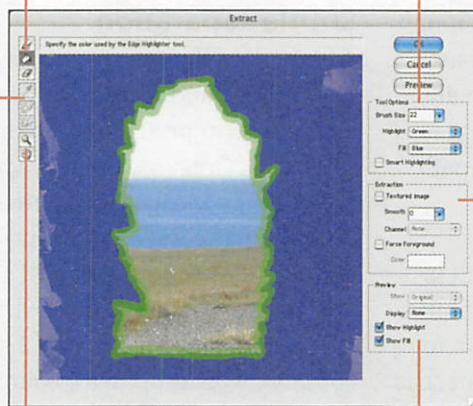 Extract
Specify the color used by the Edge Highlighter tool.
OK
Cancel
Preview
Tool Options
Brush Size 22
Highlight Green
Fill Blue
Smart Highlighting
Extraction
Textured Image
Smooth 0
Channel None
Force Foreground
Color
Preview
Show Original
Display None
Show Highlight
Show Fill